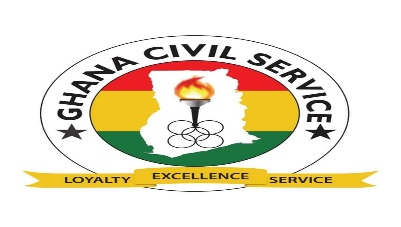 GHANA CIVIL SERVICE
LOYALTY EXCELLENCE SERVICE